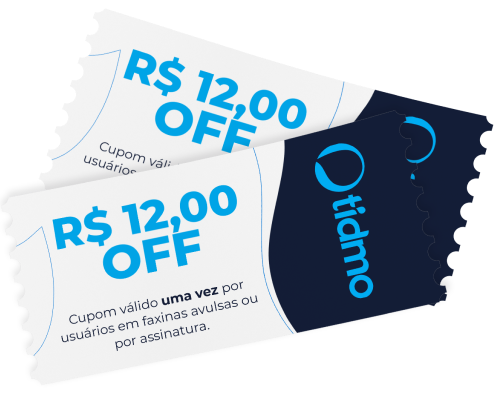 R$ 12,00
OFF
Cupom váli
usuários
R$ 12,00
OFF
Cupom válido uma vez por
usuários em faxinas avulsas ou
por assinatura.
tidmo